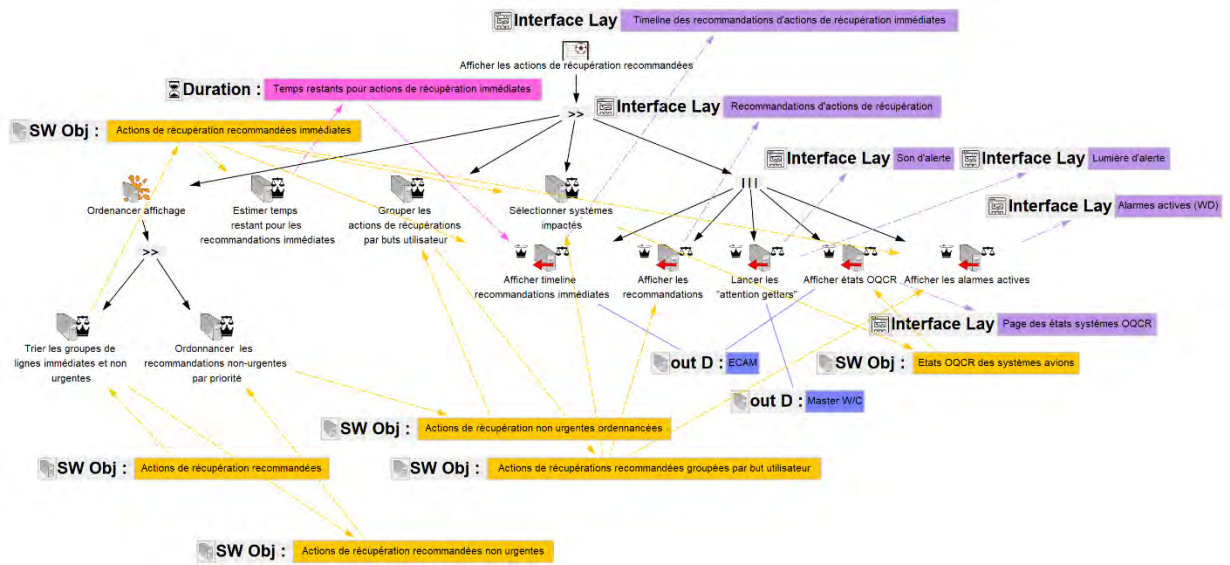 Interface Lay Timeline des recommandations d'actions de récupération immédiates
Afficher les actions de récupération recommandées
Duration : Temps restants pour actions de récupération immédiates
Interface Lay Recommandations d'actions de récupération
>>
SW Obj : Actions de récupération recommandées immédiates
Interface Lay Son d'alerte
Interface Lay Lumière d'alerte
|||
Ordenancer affichage
Estimer temps
restant pour les
recommandations immédiates
Grouper les
actions de récupérations
par buts utilisateur
Sélectionner systèmes
impactés
Interface Lay Alarmes actives (WD)
>>
Afficher timeline
recommandations immédiates
Afficher les
recommandations
Lancer les
"attention getters"
Afficher états OQCR
Afficher les alarmes actives
Interface Lay Page des états systèmes OQCR
Trier les groupes de
lignes immédiates et non
urgentes
Ordonnancer les
recommandations non-urgentes
par priorité
out D : ECAM
SW Obj : Etats OQCR des systèmes avions
out D : Master W/C
SW Obj : Actions de récupération non urgentes ordennancées
SW Obj : Actions de récupération recommandées
SW Obj : Actions de récupérations recommandées groupées par but utilisateur
SW Obj : Actions de récupération recommandées non urgentes